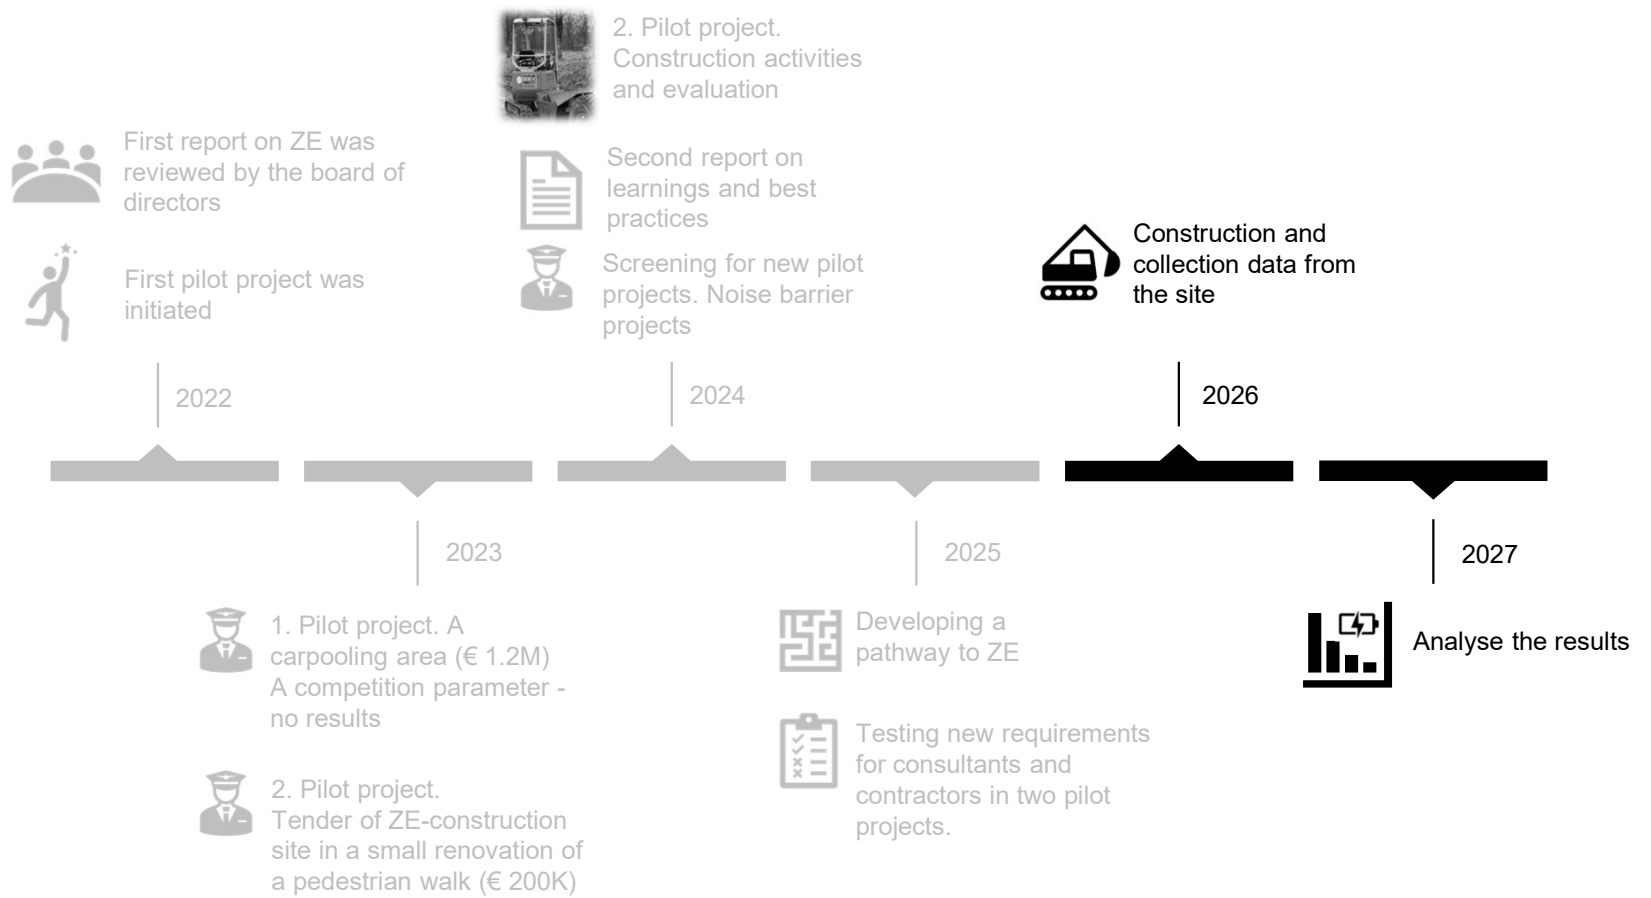 2. Pilot project.
Construction activities
and evaluation
First report on ZE was
reviewed by the board of
directors
Second report on
learnings and best
practices
First pilot project was
initiated
Screening for new pilot
projects. Noise barrier
projects
Construction and
collection data from
the site
2022
2024
2026
2023
2025
2027
1. Pilot project. A
carpooling area (€ 1.2M)
A competition parameter -
no results
2. Pilot project.
Tender of ZE-construction
site in a small renovation of
a pedestrian walk (€ 200K)
Developing a
pathway to ZE
Testing new requirements
for consultants and
contractors in two pilot
projects.
Analyse the results